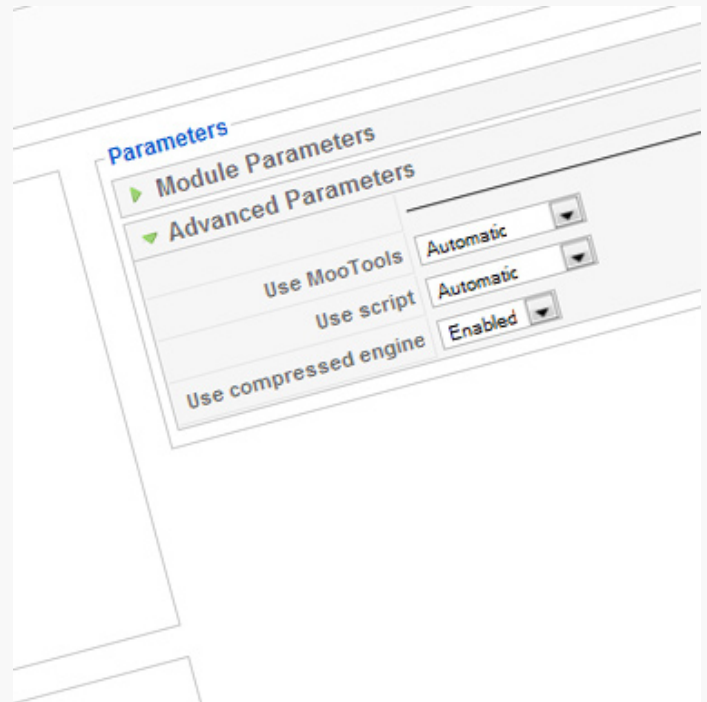 Parameters
Module Parameters
Advanced Parameters
Use MooTools Automatic
Use script Automatic
Use compressed engine Enabled